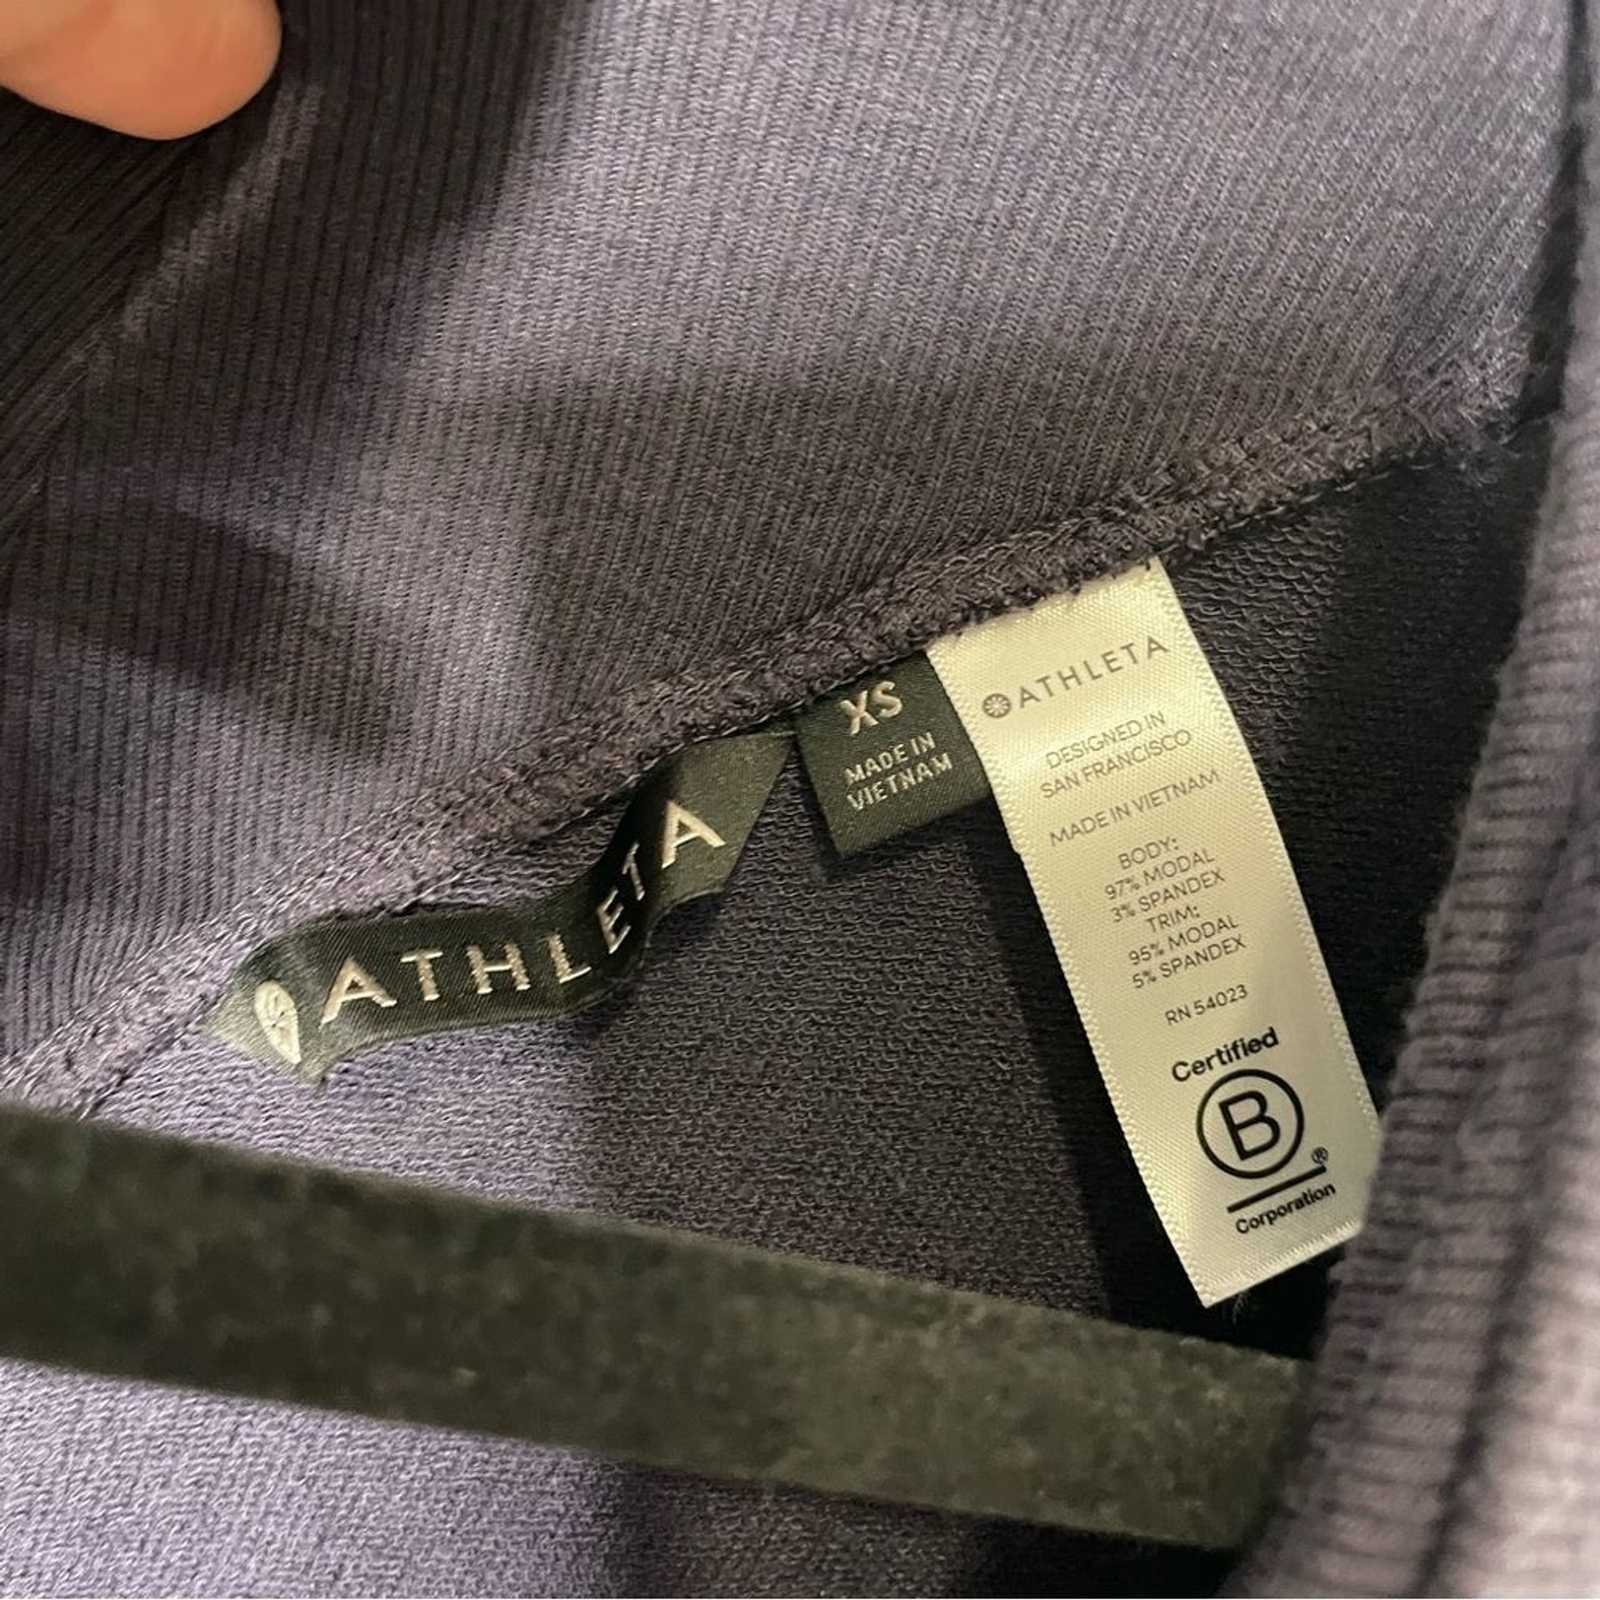 ATHLETA
XS
MADE IN
VIETNAM
ATHLETA
DESIGNED IN
SAN FRANCISCO
MADE IN VIETNAM
BODY:
97% MODAL
3% SPANDEX
TRIM:
95% MODAL
5% SPANDEX
RN 54023
Certified
B
®
Corporation